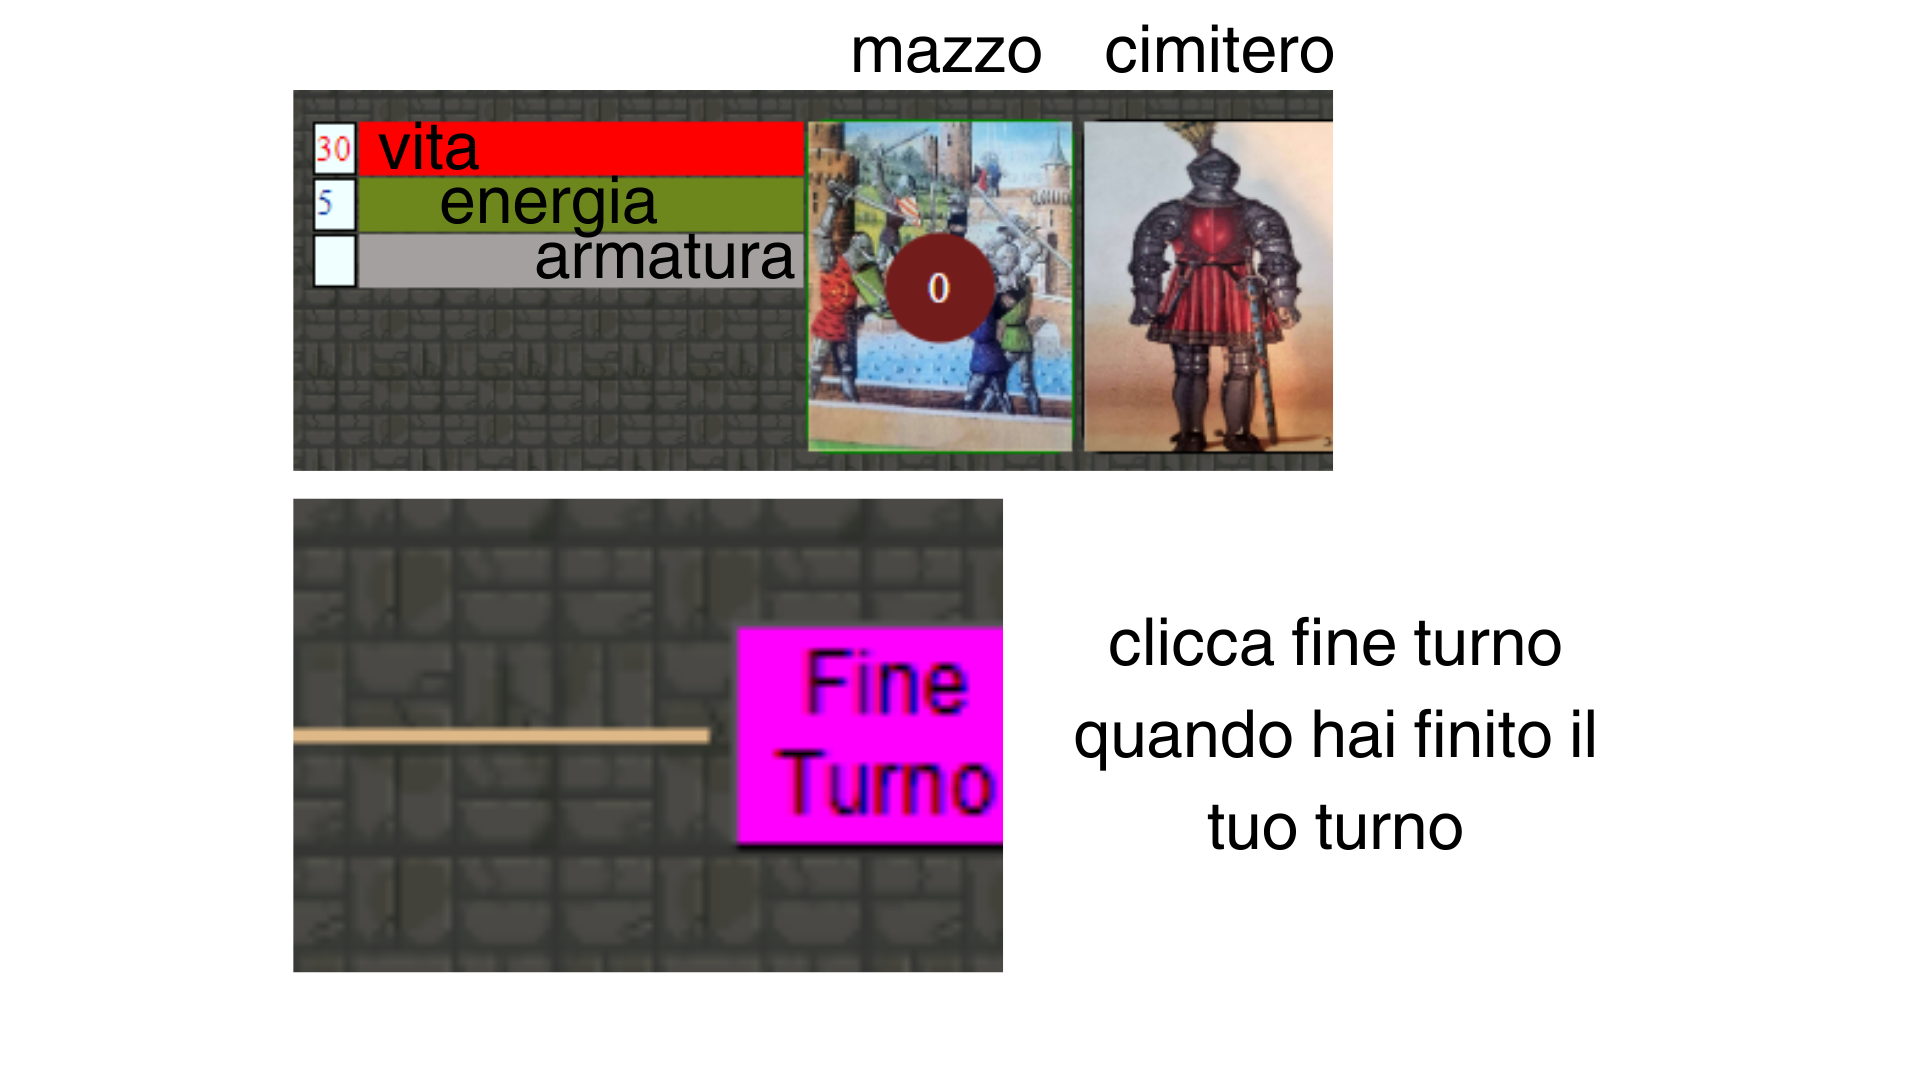 mazzo cimitero
30 vita
5 energia
armatura
0
Fine
Turno
clicca fine turno
quando hai finito il
tuo turno